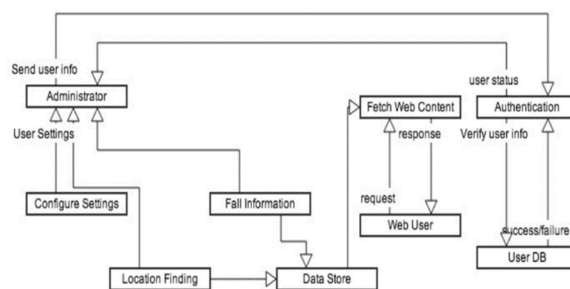 Send user info
user status
Administrator
Fetch Web Content
Authentication
User Settings
response
Verify user info
Configure Settings
Fall Information
request
Web User
success/failure
User DB
Location Finding
Data Store